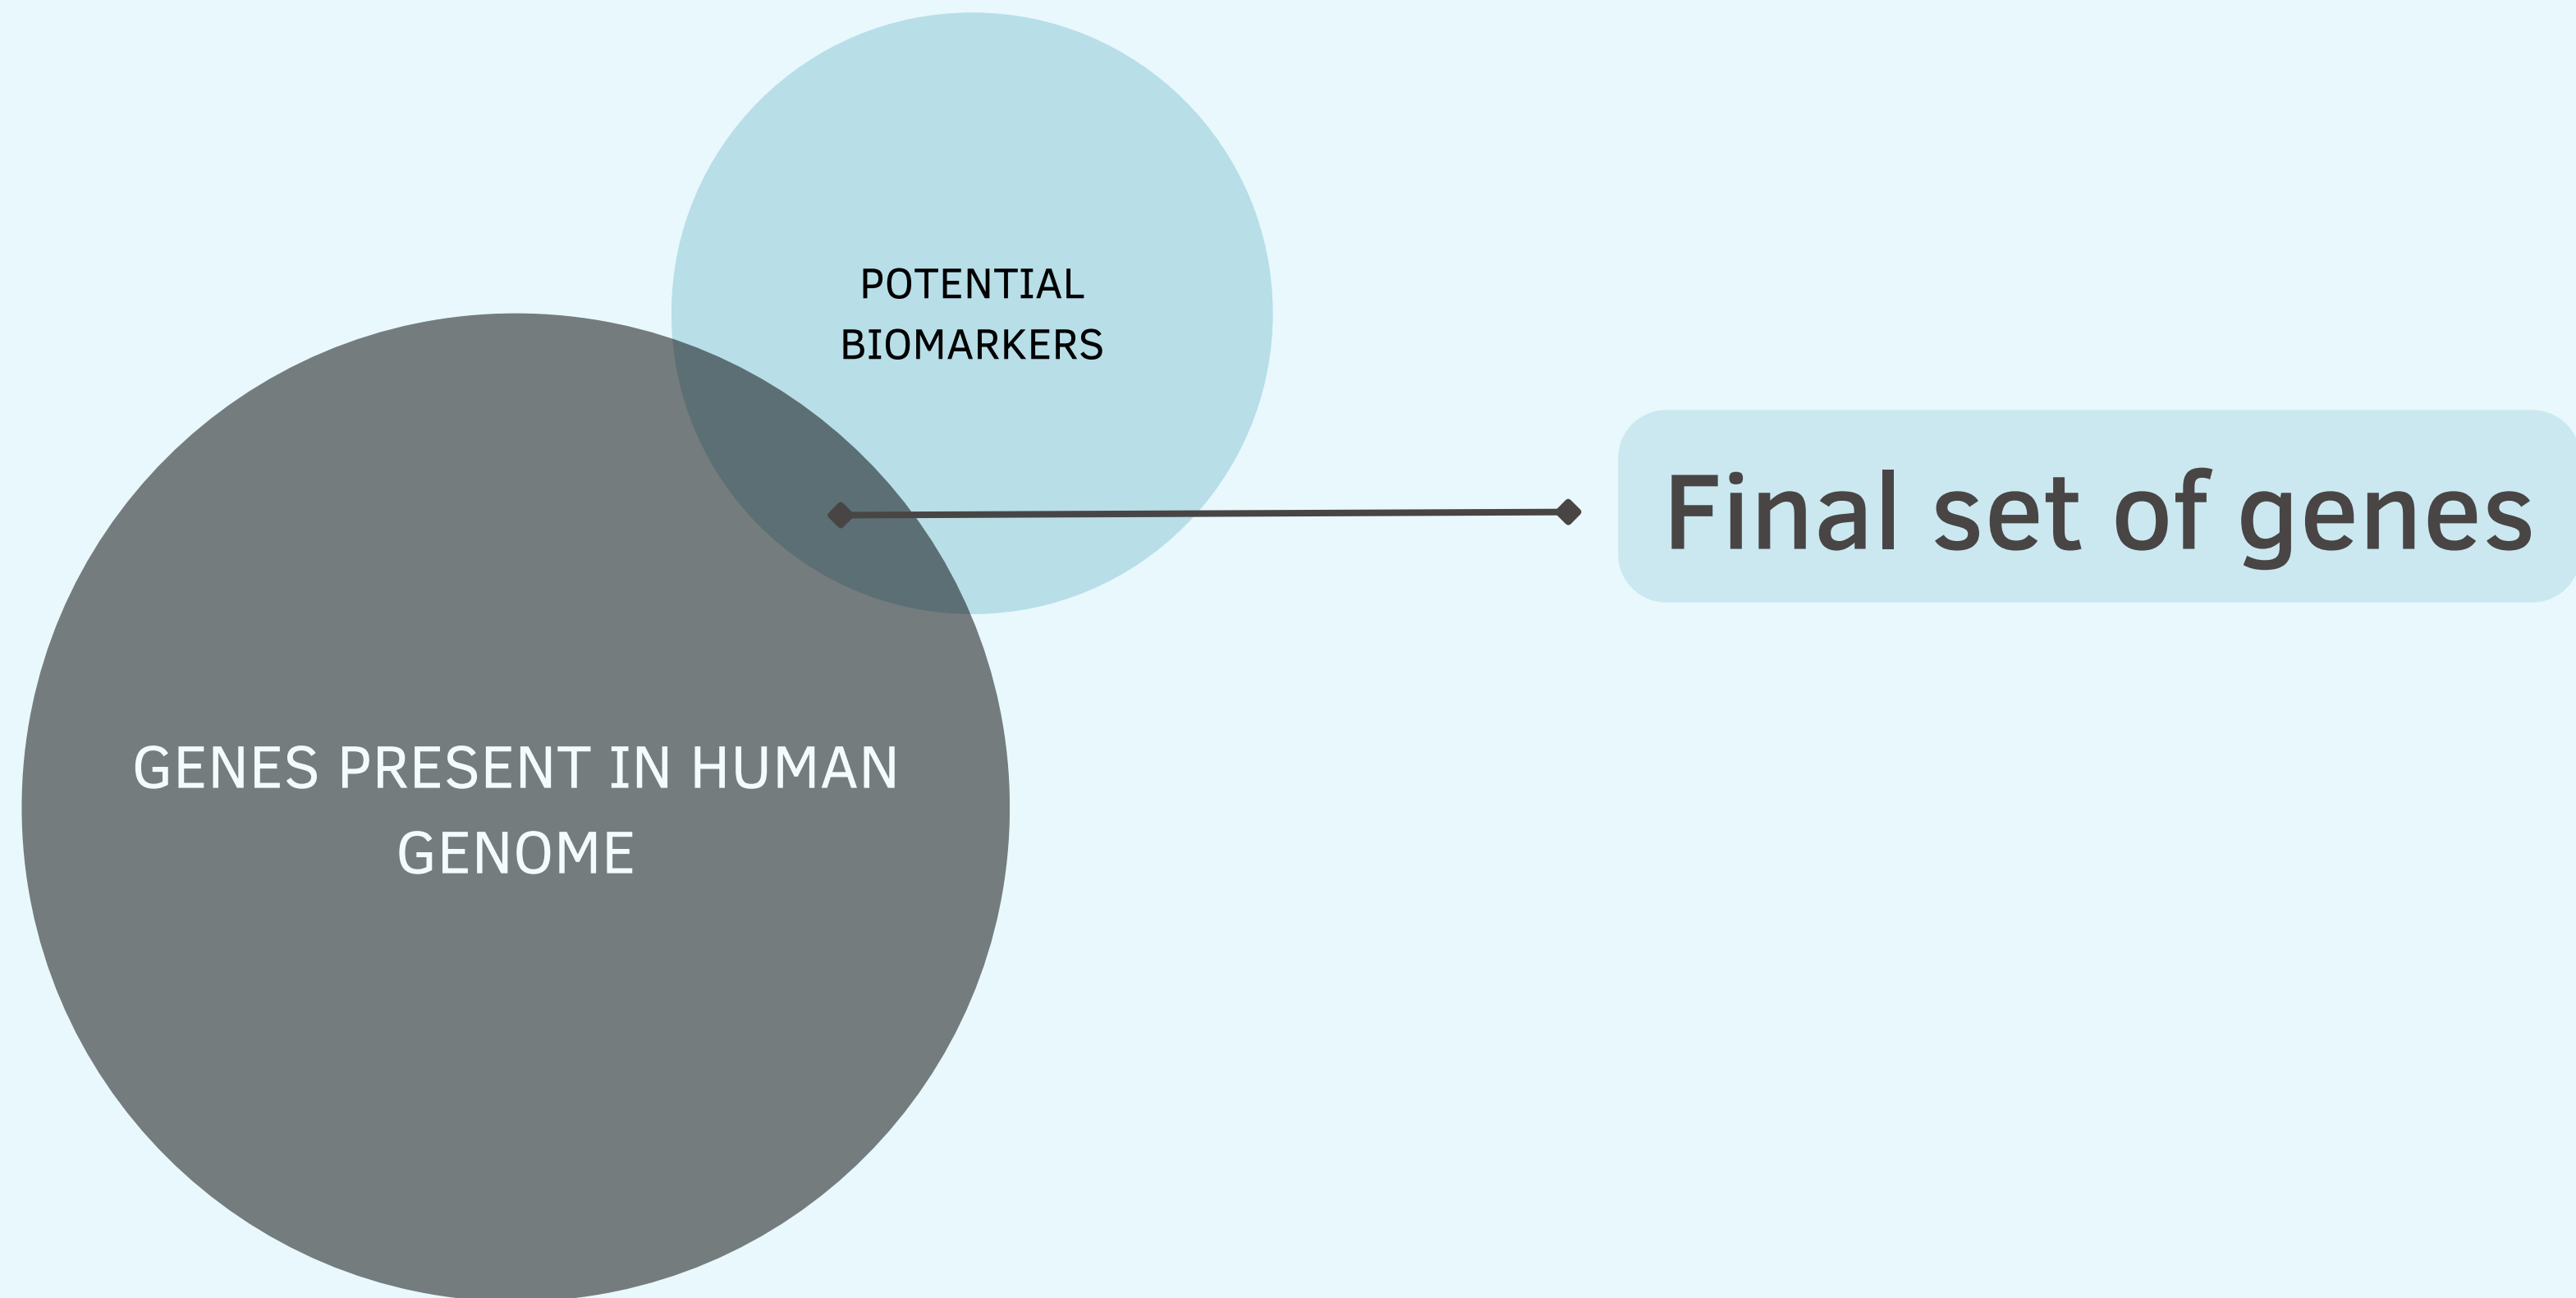 POTENTIAL
BIOMARKERS
Final set of genes
GENES PRESENT IN HUMAN
GENOME